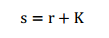 s = r + K